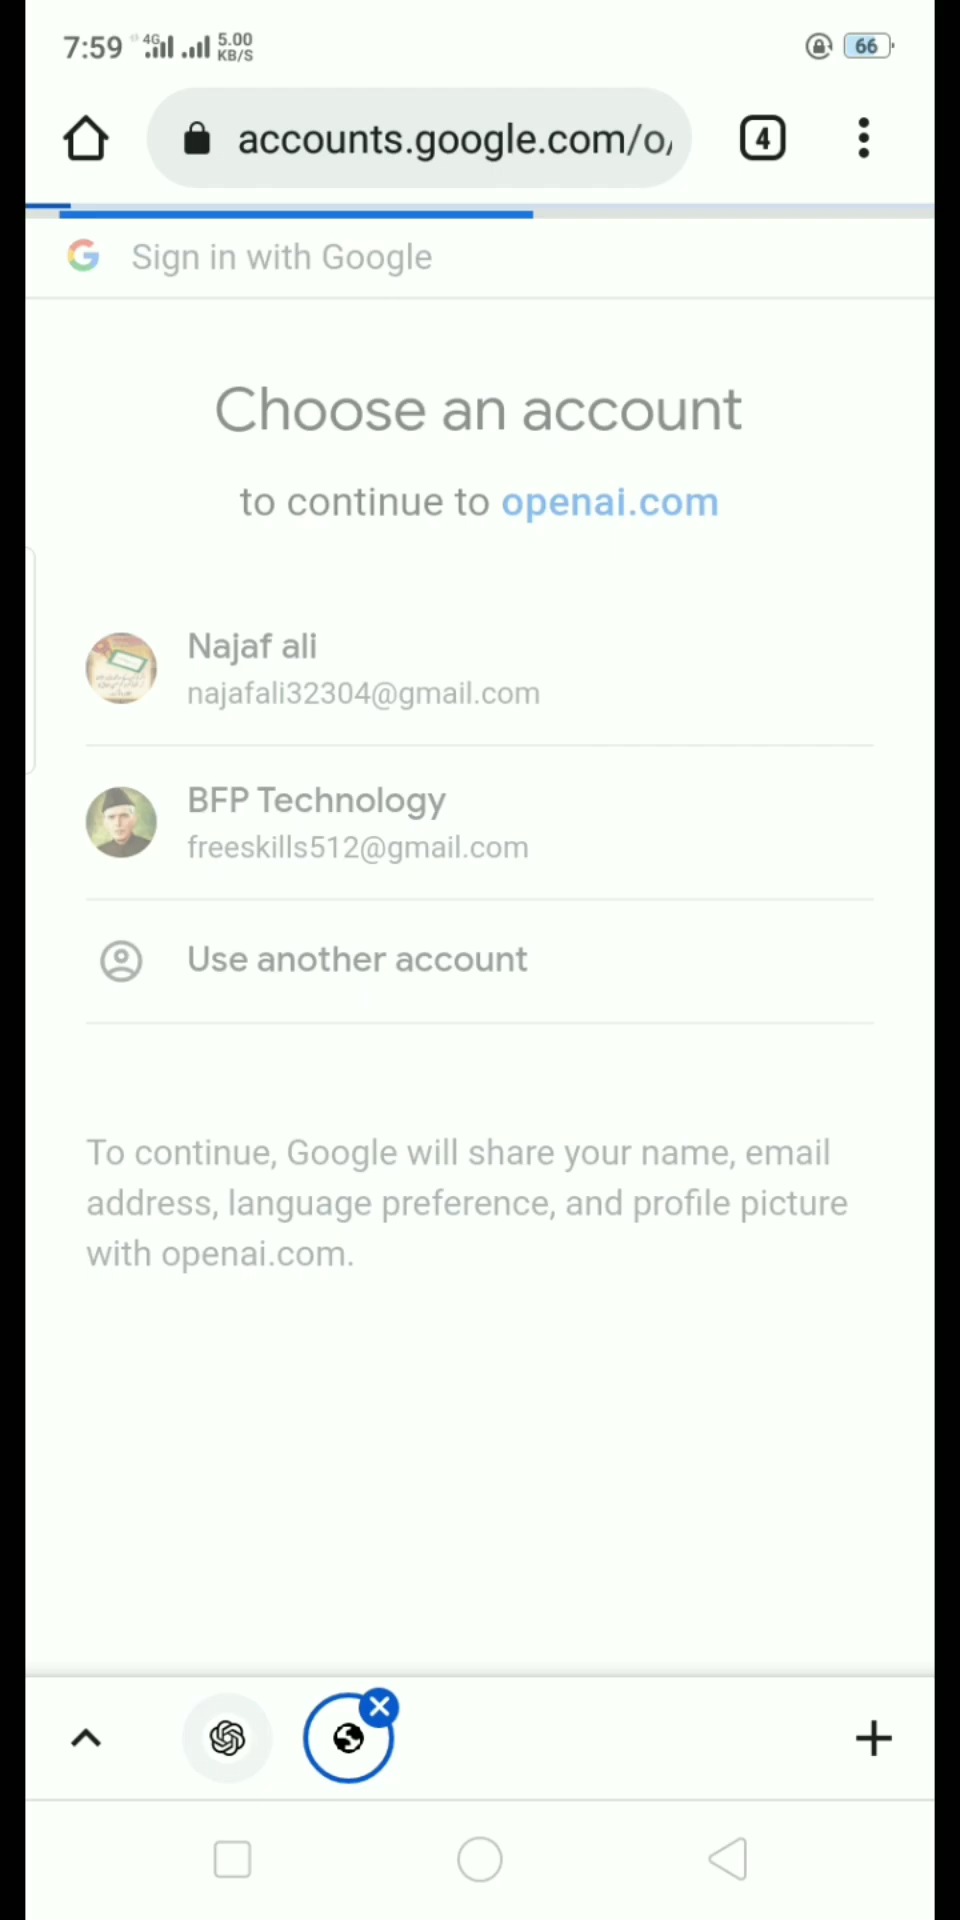 7:59 4G 5.00 KB/S 66
accounts.google.com/o/
4
Sign in with Google
Choose an account
to continue to openai.com
Najaf ali
najafali32304@gmail.com
BFP Technology
freeskills512@gmail.com
Use another account
To continue, Google will share your name, email
address, language preference, and profile picture
with openai.com.